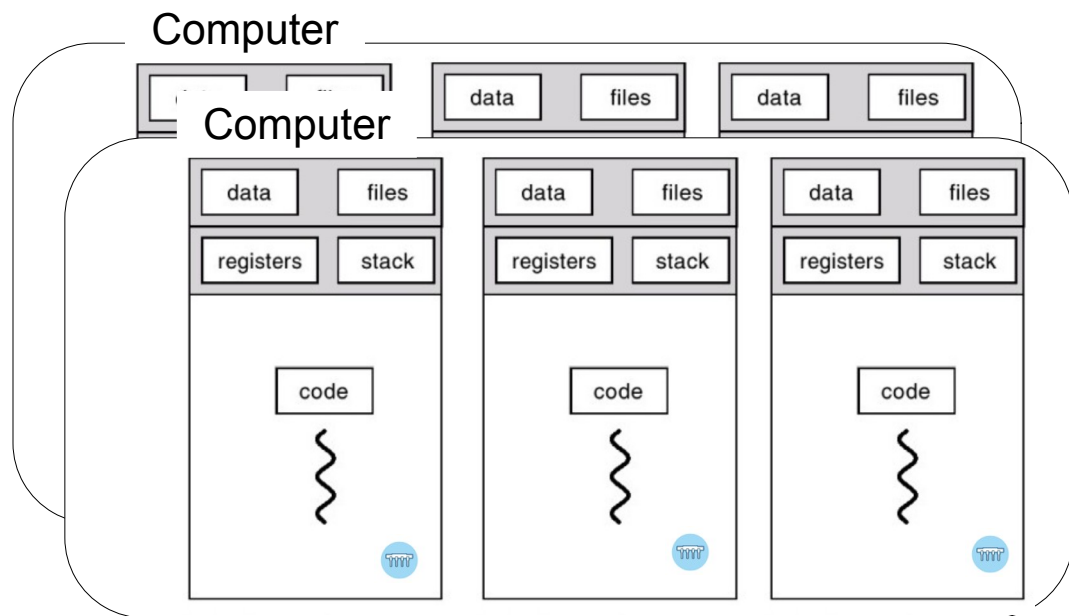 Computer
data files data files
Computer
data files data files data files
registers stack registers stack registers stack
code code code